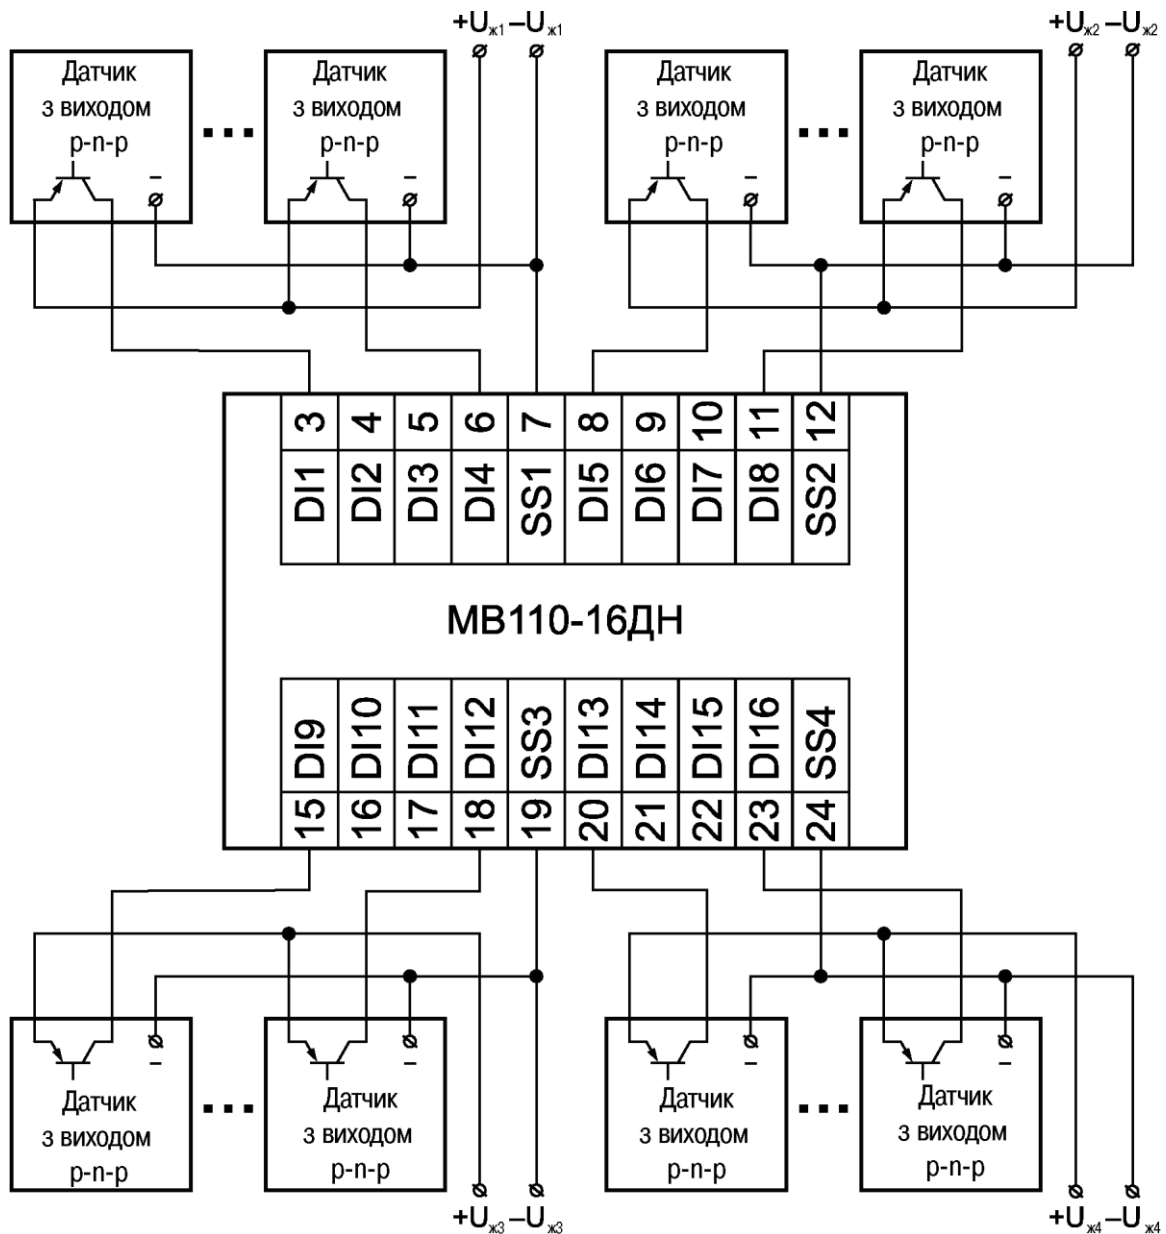 +Uж1 –Uж1
+Uж2 –Uж2
Датчик
з виходом
p-n-p
–
Датчик
з виходом
p-n-p
–
Датчик
з виходом
p-n-p
–
Датчик
з виходом
p-n-p
–
3 4 5 6 7 8 9 10 11 12
DI1 DI2 DI3 DI4 SS1 DI5 DI6 DI7 DI8 SS2
МВ110-16ДН
DI9 DI10 DI11 DI12 SS3 DI13 DI14 DI15 DI16 SS4
15 16 17 18 19 20 21 22 23 24
–
Датчик
з виходом
p-n-p
–
Датчик
з виходом
p-n-p
–
Датчик
з виходом
p-n-p
–
Датчик
з виходом
p-n-p
+Uж3 –Uж3
+Uж4 –Uж4